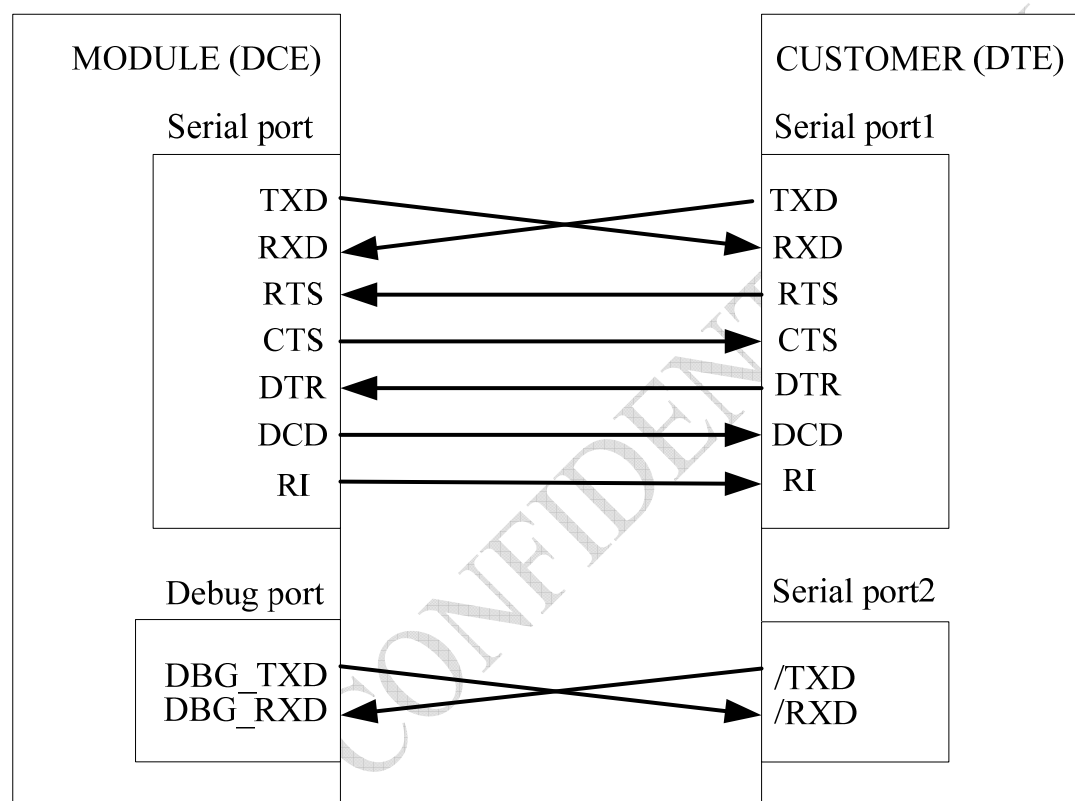 MODULE (DCE)
CUSTOMER (DTE)
Serial port
Serial port1
TXD
TXD
RXD
RXD
RTS
RTS
CTS
CTS
DTR
DTR
DCD
DCD
RI
RI
Debug port
Serial port2
DBG_TXD
/TXD
DBG_RXD
/RXD
CONFIDENT